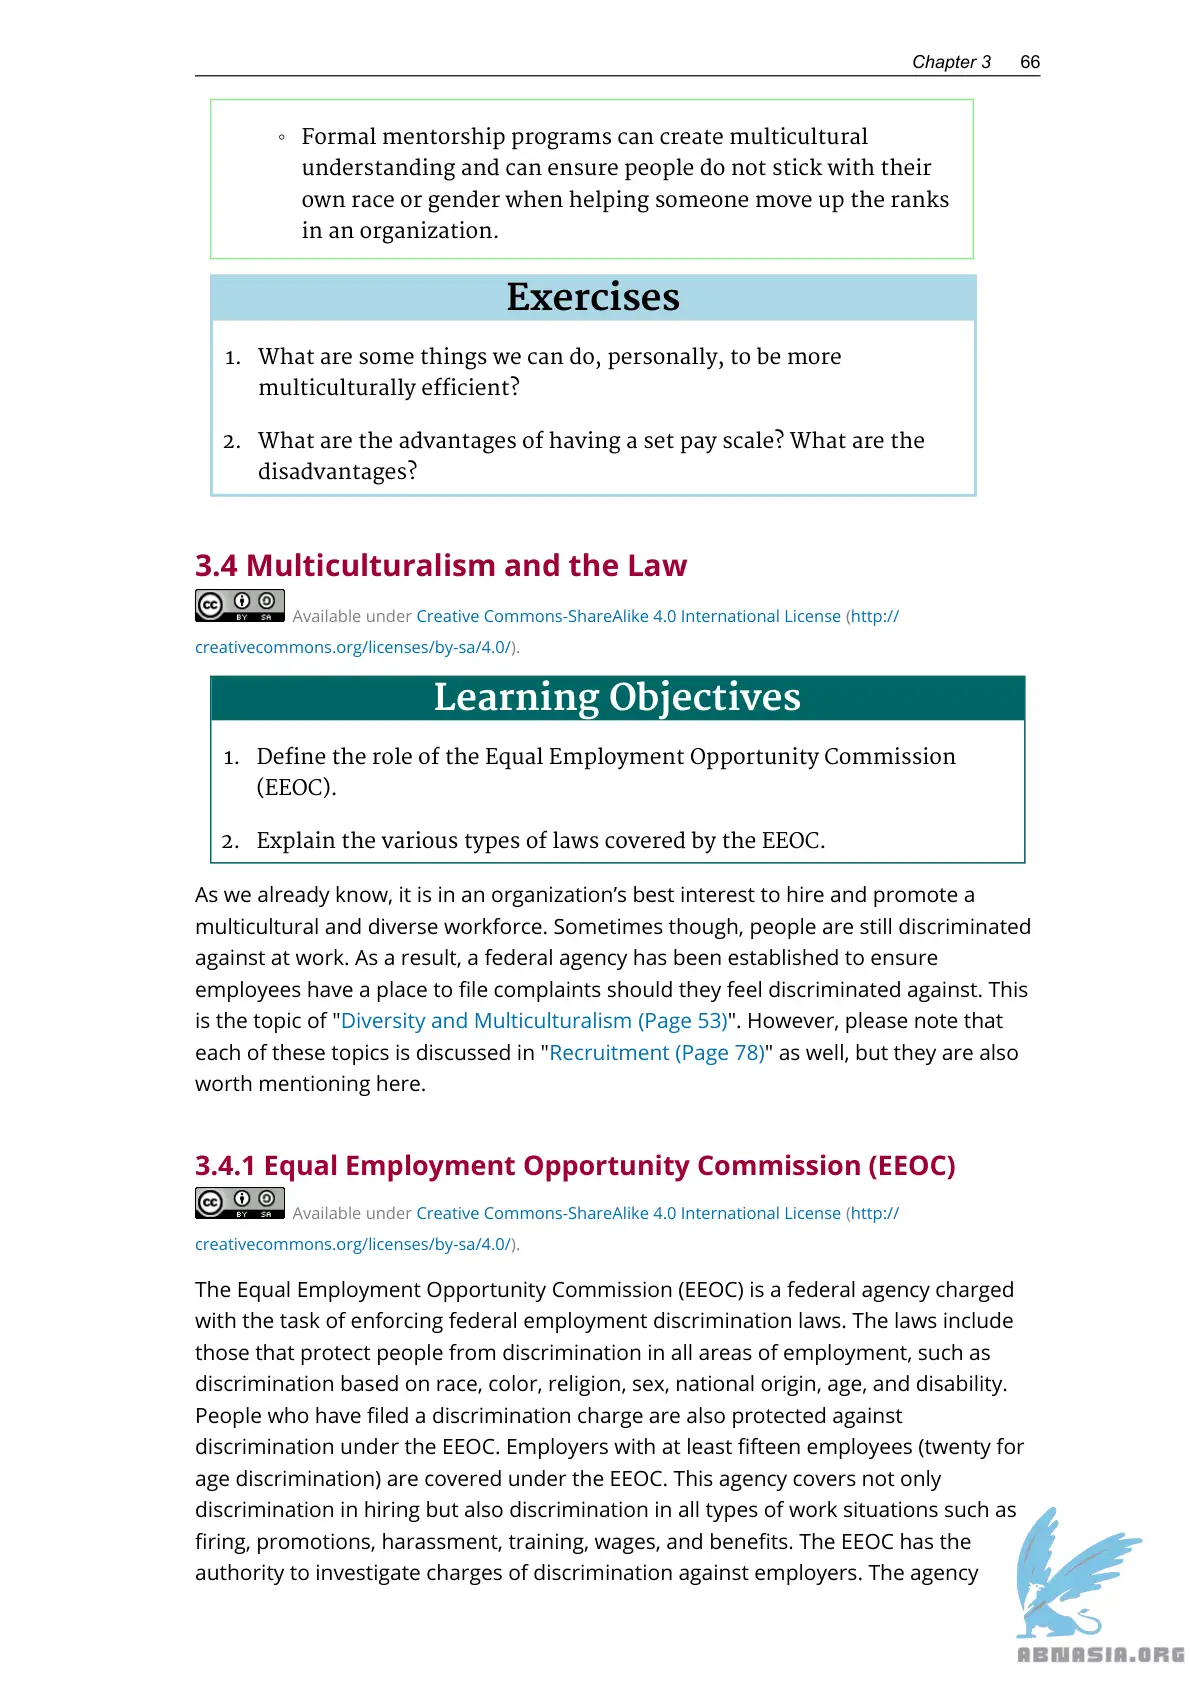 Chapter 3 66
◦ Formal mentorship programs can create multicultural
understanding and can ensure people do not stick with their
own race or gender when helping someone move up the ranks
in an organization.
Exercises
1. What are some things we can do, personally, to be more
multiculturally efficient?
2. What are the advantages of having a set pay scale? What are the
disadvantages?
3.4 Multiculturalism and the Law
cc BY SA Available under Creative Commons-ShareAlike 4.0 International License (http://
creativecommons.org/licenses/by-sa/4.0/).
Learning Objectives
1. Define the role of the Equal Employment Opportunity Commission
(EEOC).
2. Explain the various types of laws covered by the EEOC.
As we already know, it is in an organization’s best interest to hire and promote a
multicultural and diverse workforce. Sometimes though, people are still discriminated
against at work. As a result, a federal agency has been established to ensure
employees have a place to file complaints should they feel discriminated against. This
is the topic of "Diversity and Multiculturalism (Page 53)". However, please note that
each of these topics is discussed in "Recruitment (Page 78)" as well, but they are also
worth mentioning here.
3.4.1 Equal Employment Opportunity Commission (EEOC)
cc BY SA Available under Creative Commons-ShareAlike 4.0 International License (http://
creativecommons.org/licenses/by-sa/4.0/).
The Equal Employment Opportunity Commission (EEOC) is a federal agency charged
with the task of enforcing federal employment discrimination laws. The laws include
those that protect people from discrimination in all areas of employment, such as
discrimination based on race, color, religion, sex, national origin, age, and disability.
People who have filed a discrimination charge are also protected against
discrimination under the EEOC. Employers with at least fifteen employees (twenty for
age discrimination) are covered under the EEOC. This agency covers not only
discrimination in hiring but also discrimination in all types of work situations such as
firing, promotions, harassment, training, wages, and benefits. The EEOC has the
authority to investigate charges of discrimination against employers. The agency
ABNASIA.ORG